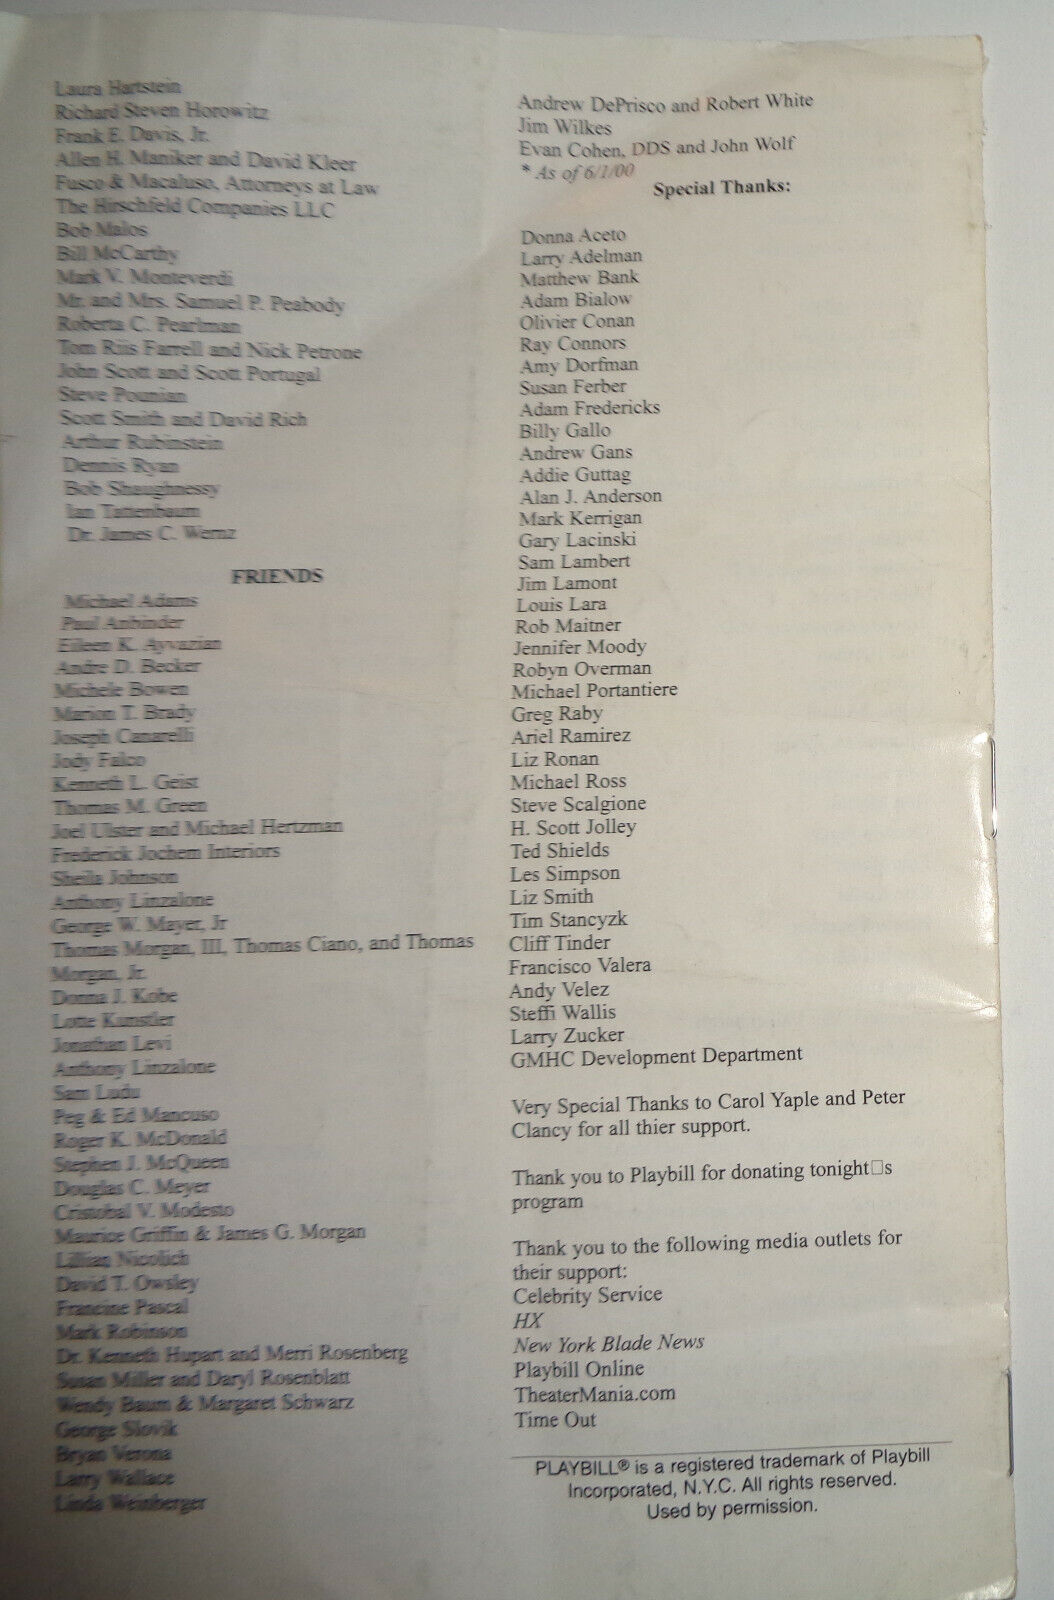 Laura Hartstein
Richard Steven Horowitz
Frank E. Davis, Jr.
Allen H. Maniker and David Kleer
Fusco & Macaluso, Attorneys at Law
The Hirschfeld Companies LLC
Bob Malos
Bill McCarthy
Mark V. Monteverdi
Mr. and Mrs. Samuel P. Peabody
Roberta C. Pearlman
Tom Riis Farrell and Nick Petrone
John Scott and Scott Portugal
Steve Pounian
Scott Smith and David Rich
Arthur Rubinstein
Dennis Ryan
Bob Shaughnessy
Ian Tattenbaum
Dr. James C. Wernz
FRIENDS
Michael Adams
Paul Anbinder
Eileen K. Ayvazian
Andre D. Becker
Michele Bowen
Marion T. Brady
Joseph Canarelli
Jody Falco
Kenneth L. Geist
Thomas M. Green
Joel Ulster and Michael Hertzman
Frederick Jochem Interiors
Sheila Johnson
Anthony Linzalone
George W. Mayer, Jr
Thomas Morgan, III, Thomas Ciano, and Thomas
Morgan, Jr.
Donna J. Kobe
Lotte Kunstler
Jonathan Levi
Anthony Linzalone
Sam Ludu
Peg & Ed Mancuso
Roger K. McDonald
Stephen J. McQueen
Douglas C. Meyer
Cristobal V. Modesto
Maurice Griffin & James G. Morgan
Lillian Nicolich
David T. Owsley
Francine Pascal
Mark Robinson
Dr. Kenneth Hupart and Merri Rosenberg
Susan Miller and Daryl Rosenblatt
Wendy Baum & Margaret Schwarz
George Slovik
Bryan Verona
Larry Wallace
Linda Weinberger
Andrew DePrisco and Robert White
Jim Wilkes
Evan Cohen, DDS and John Wolf
* As of 6/1/00
Special Thanks:
Donna Aceto
Larry Adelman
Matthew Bank
Adam Bialow
Olivier Conan
Ray Connors
Amy Dorfman
Susan Ferber
Adam Fredericks
Billy Gallo
Andrew Gans
Addie Guttag
Alan J. Anderson
Mark Kerrigan
Gary Lacinski
Sam Lambert
Jim Lamont
Louis Lara
Rob Maitner
Jennifer Moody
Robyn Overman
Michael Portantiere
Greg Raby
Ariel Ramirez
Liz Ronan
Michael Ross
Steve Scalgione
H. Scott Jolley
Ted Shields
Les Simpson
Liz Smith
Tim Stancyzk
Cliff Tinder
Francisco Valera
Andy Velez
Steffi Wallis
Larry Zucker
GMHC Development Department
Very Special Thanks to Carol Yaple and Peter
Clancy for all thier support.
Thank you to Playbill for donating tonight□s
program
Thank you to the following media outlets for
their support:
Celebrity Service
HX
New York Blade News
Playbill Online
TheaterMania.com
Time Out
PLAYBILL® is a registered trademark of Playbill
Incorporated, N.Y.C. All rights reserved.
Used by permission.